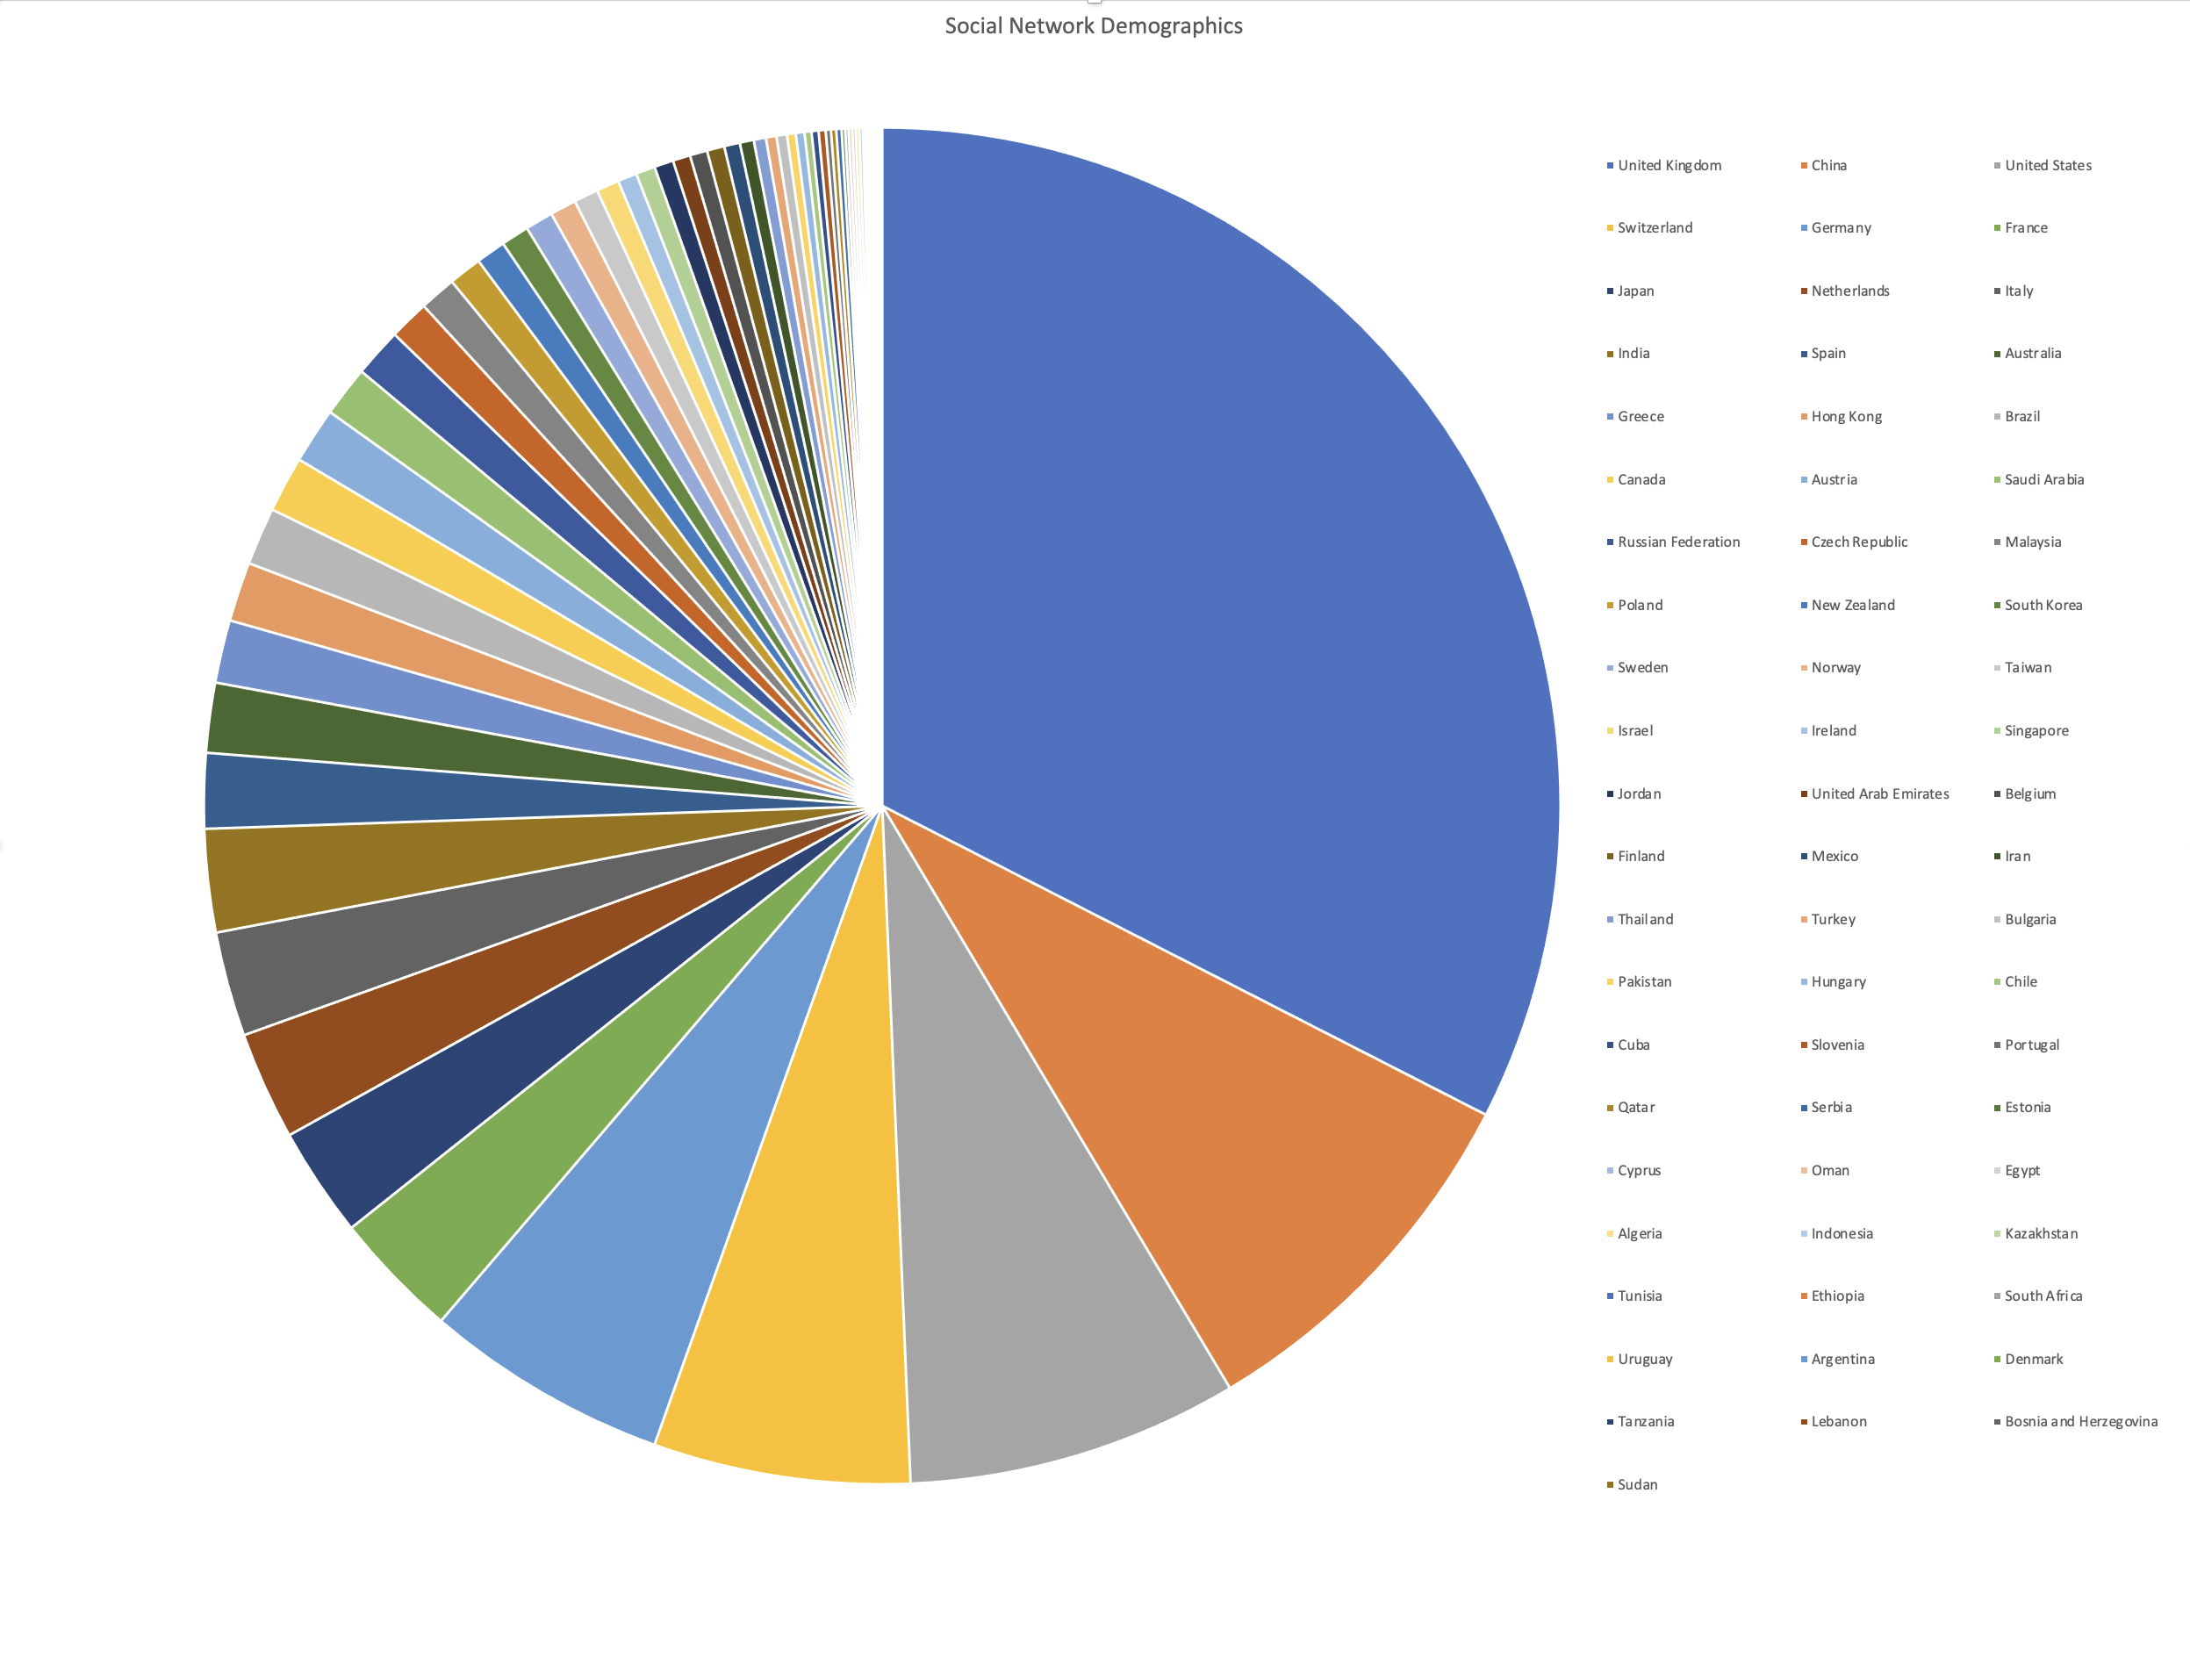 Social Network Demographics
United Kingdom China United States
Switzerland Germany France
Japan Netherlands Italy
India Spain Australia
Greece Hong Kong Brazil
Canada Austria Saudi Arabia
Russian Federation Czech Republic Malaysia
Poland New Zealand South Korea
Sweden Norway Taiwan
Israel Ireland Singapore
Jordan United Arab Emirates Belgium
Finland Mexico Iran
Thailand Turkey Bulgaria
Pakistan Hungary Chile
Cuba Slovenia Portugal
Qatar Serbia Estonia
Cyprus Oman Egypt
Algeria Indonesia Kazakhstan
Tunisia Ethiopia South Africa
Uruguay Argentina Denmark
Tanzania Lebanon Bosnia and Herzegovina
Sudan